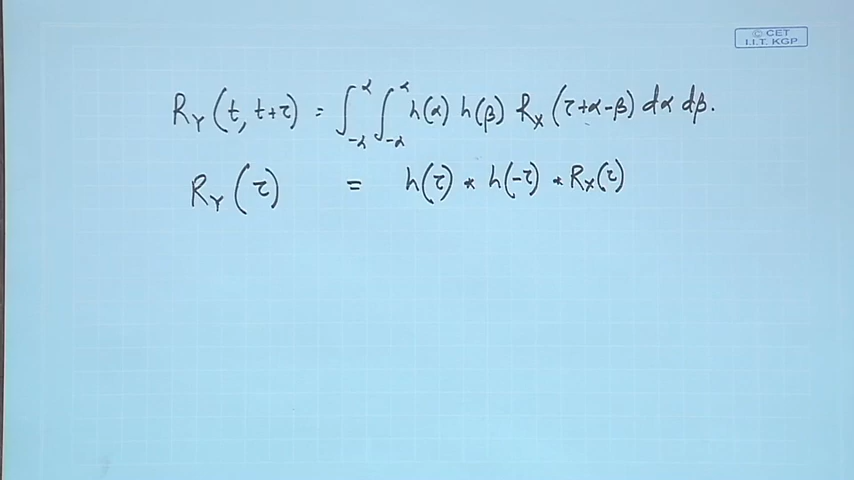 © CET
I.I.T. KGP
R_Y (t, t+τ) = ∫_{-∞}^{∞} ∫_{-∞}^{∞} h(α) h(β) R_X (τ+α-β) dα dβ.
R_Y (τ) = h(τ) * h(-τ) * R_X(τ)